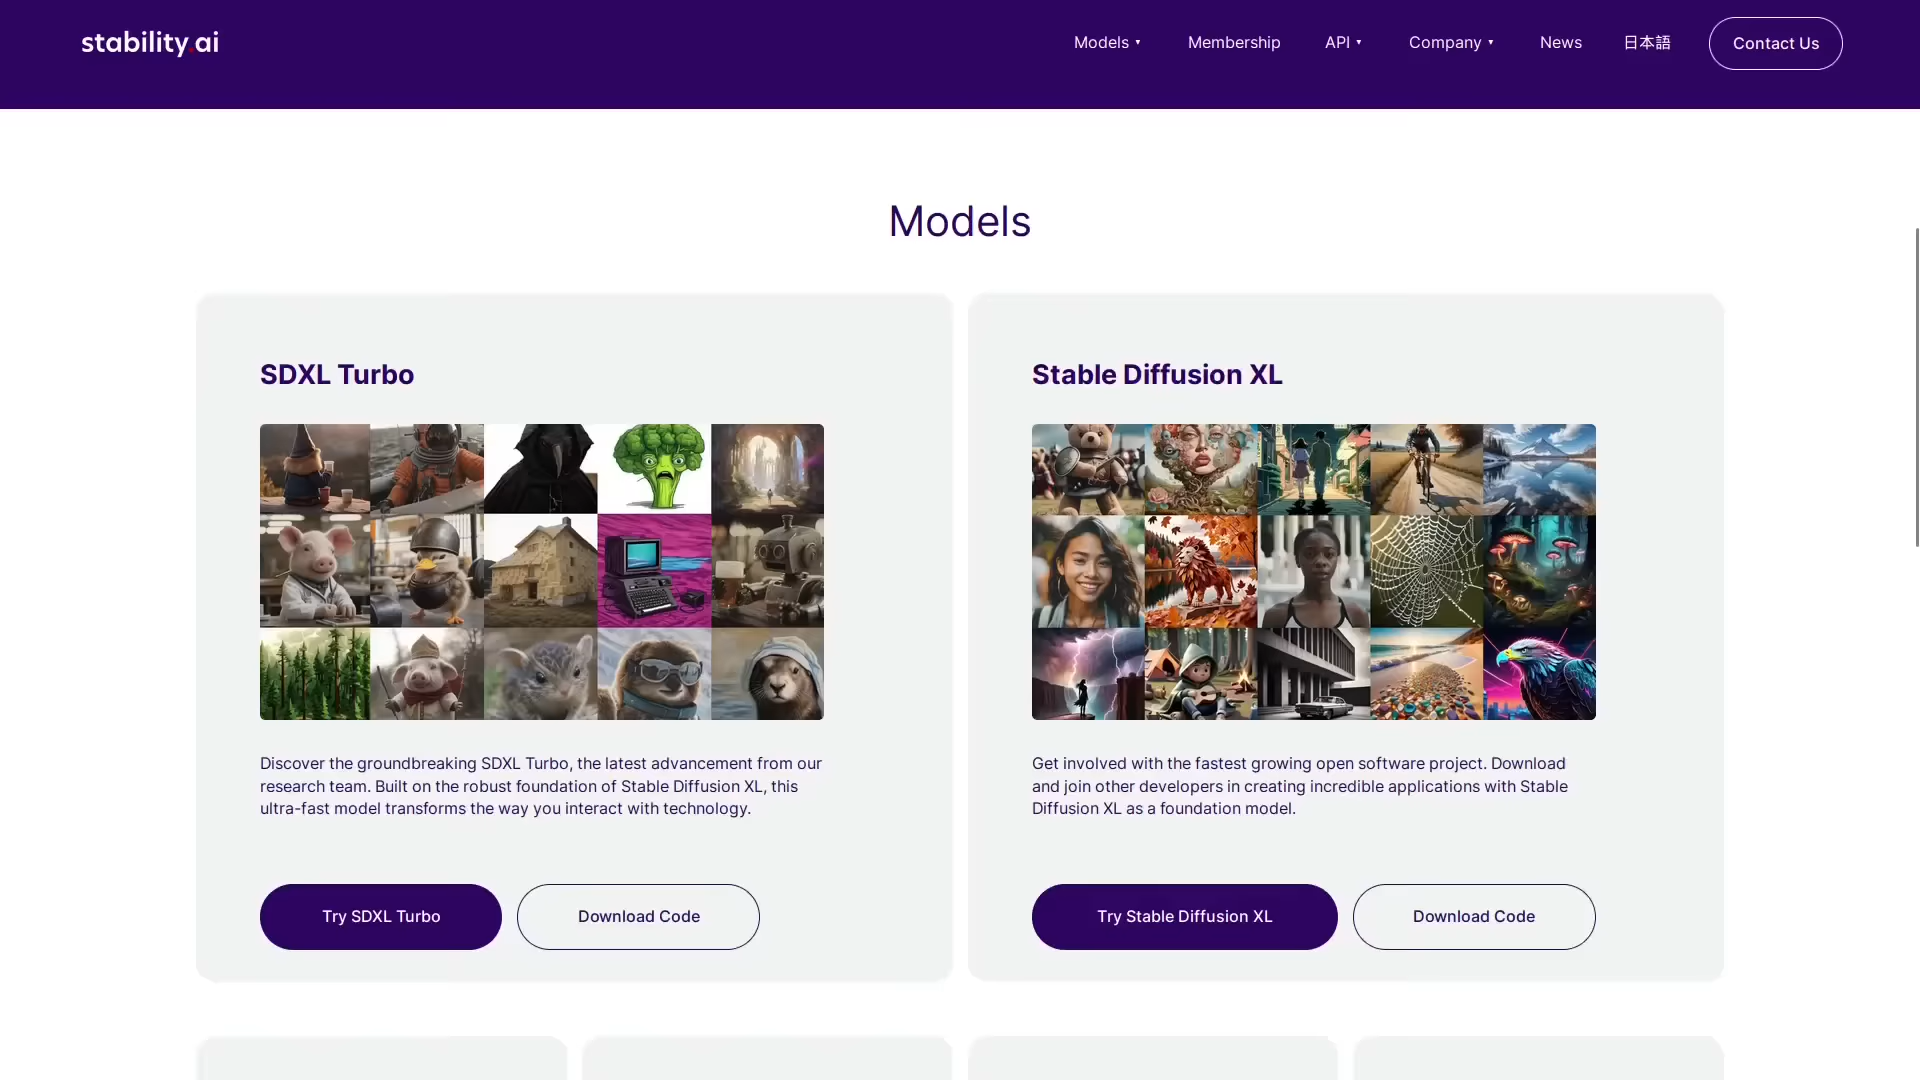 stability.ai
Models ▾
Membership
API ▾
Company ▾
News
日本語
Contact Us
Models
SDXL Turbo
Discover the groundbreaking SDXL Turbo, the latest advancement from our
research team. Built on the robust foundation of Stable Diffusion XL, this
ultra-fast model transforms the way you interact with technology.
Try SDXL Turbo
Download Code
Stable Diffusion XL
Get involved with the fastest growing open software project. Download
and join other developers in creating incredible applications with Stable
Diffusion XL as a foundation model.
Try Stable Diffusion XL
Download Code